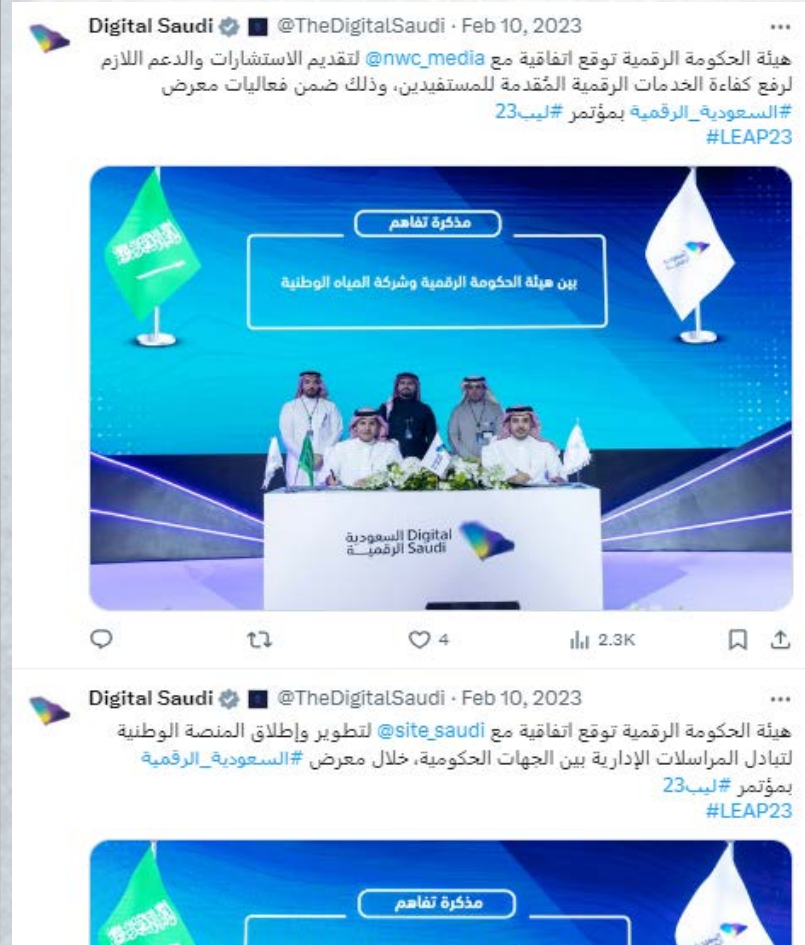 Digital Saudi @TheDigitalSaudi · Feb 10, 2023
هيئة الحكومة الرقمية توقع اتفاقية مع @nwc_media لتقديم الاستشارات والدعم اللازم
لرفع كفاءة الخدمات الرقمية المُقدمة للمستفيدين، وذلك ضمن فعاليات معرض
#السعودية_الرقمية بمؤتمر #ليب23
#LEAP23
مذكرة تفاهم
بين هيئة الحكومة الرقمية وشركة المياه الوطنية
السعودية Digital
الرقميــة Saudi
4
2.3K
Digital Saudi @TheDigitalSaudi · Feb 10, 2023
هيئة الحكومة الرقمية توقع اتفاقية مع @site_saudi لتطوير وإطلاق المنصة الوطنية
لتبادل المراسلات الإدارية بين الجهات الحكومية، خلال معرض #السعودية_الرقمية
بمؤتمر #ليب23
#LEAP23
مذكرة تفاهم